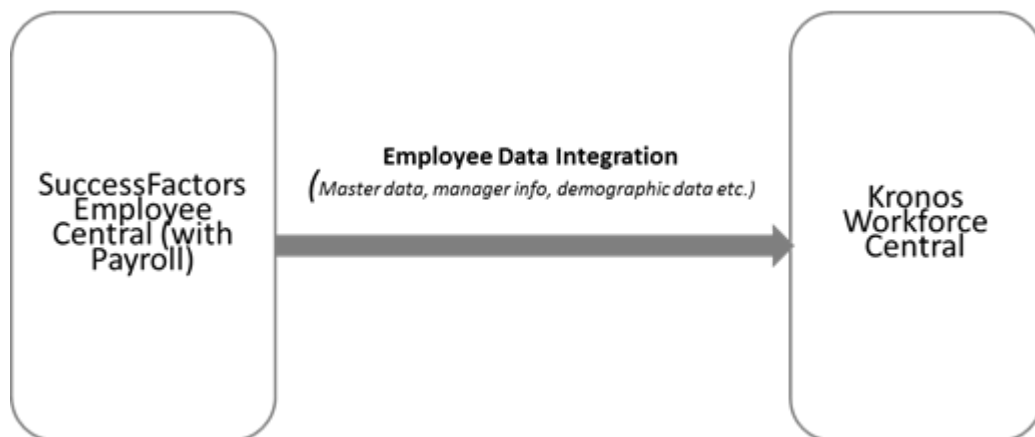 SuccessFactors
Employee
Central (with
Payroll)
Employee Data Integration
(Master data, manager info, demographic data etc.)
Kronos
Workforce
Central